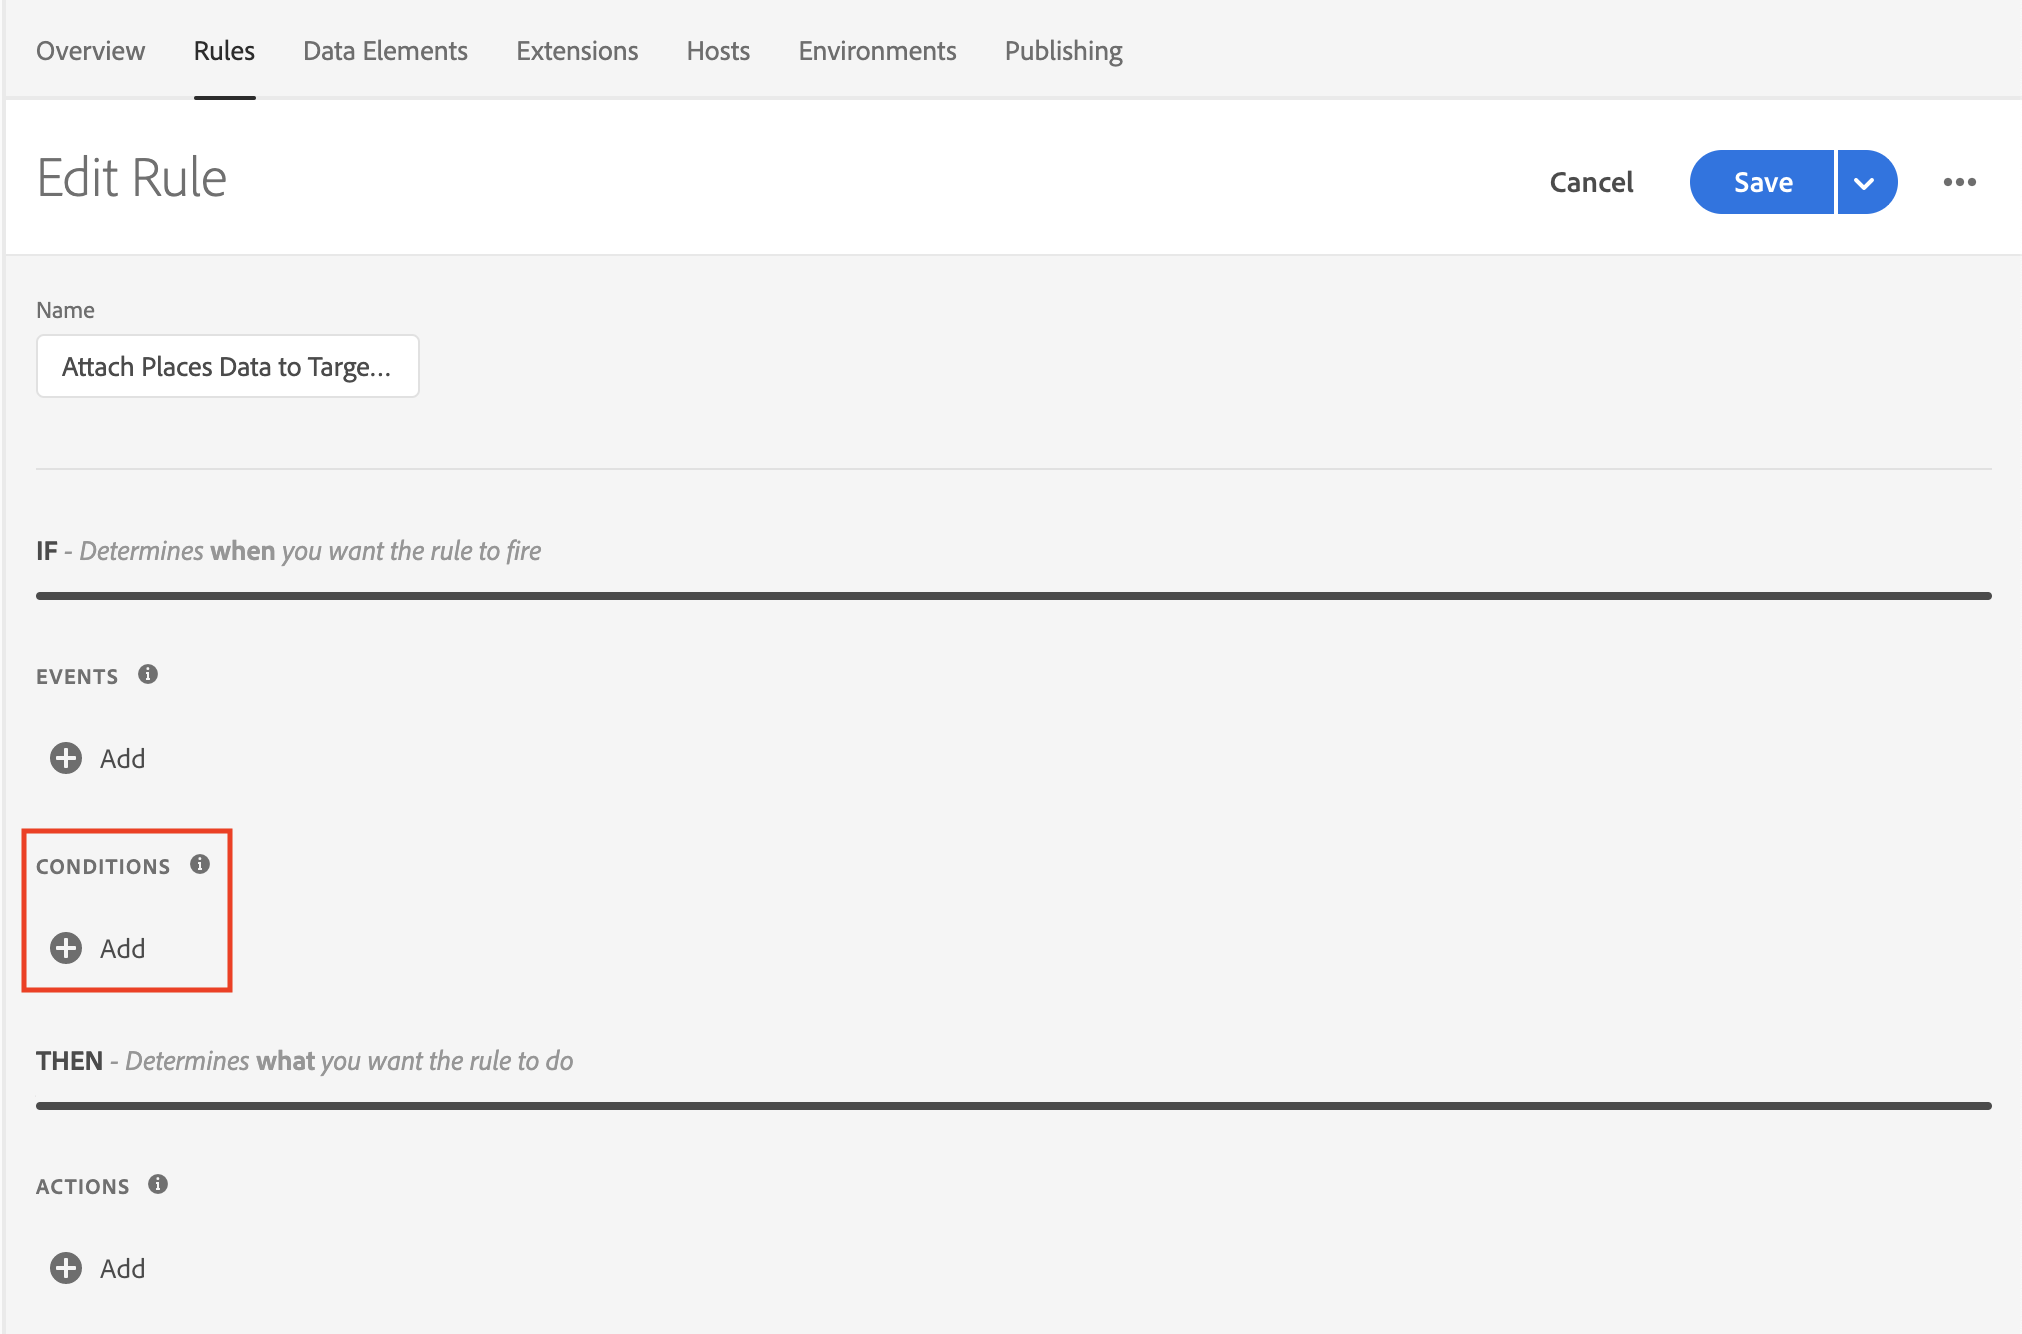 Overview Rules Data Elements Extensions Hosts Environments Publishing
Edit Rule Cancel Save
Name
Attach Places Data to Targe...
IF - Determines when you want the rule to fire
EVENTS
Add
CONDITIONS
Add
THEN - Determines what you want the rule to do
ACTIONS
Add